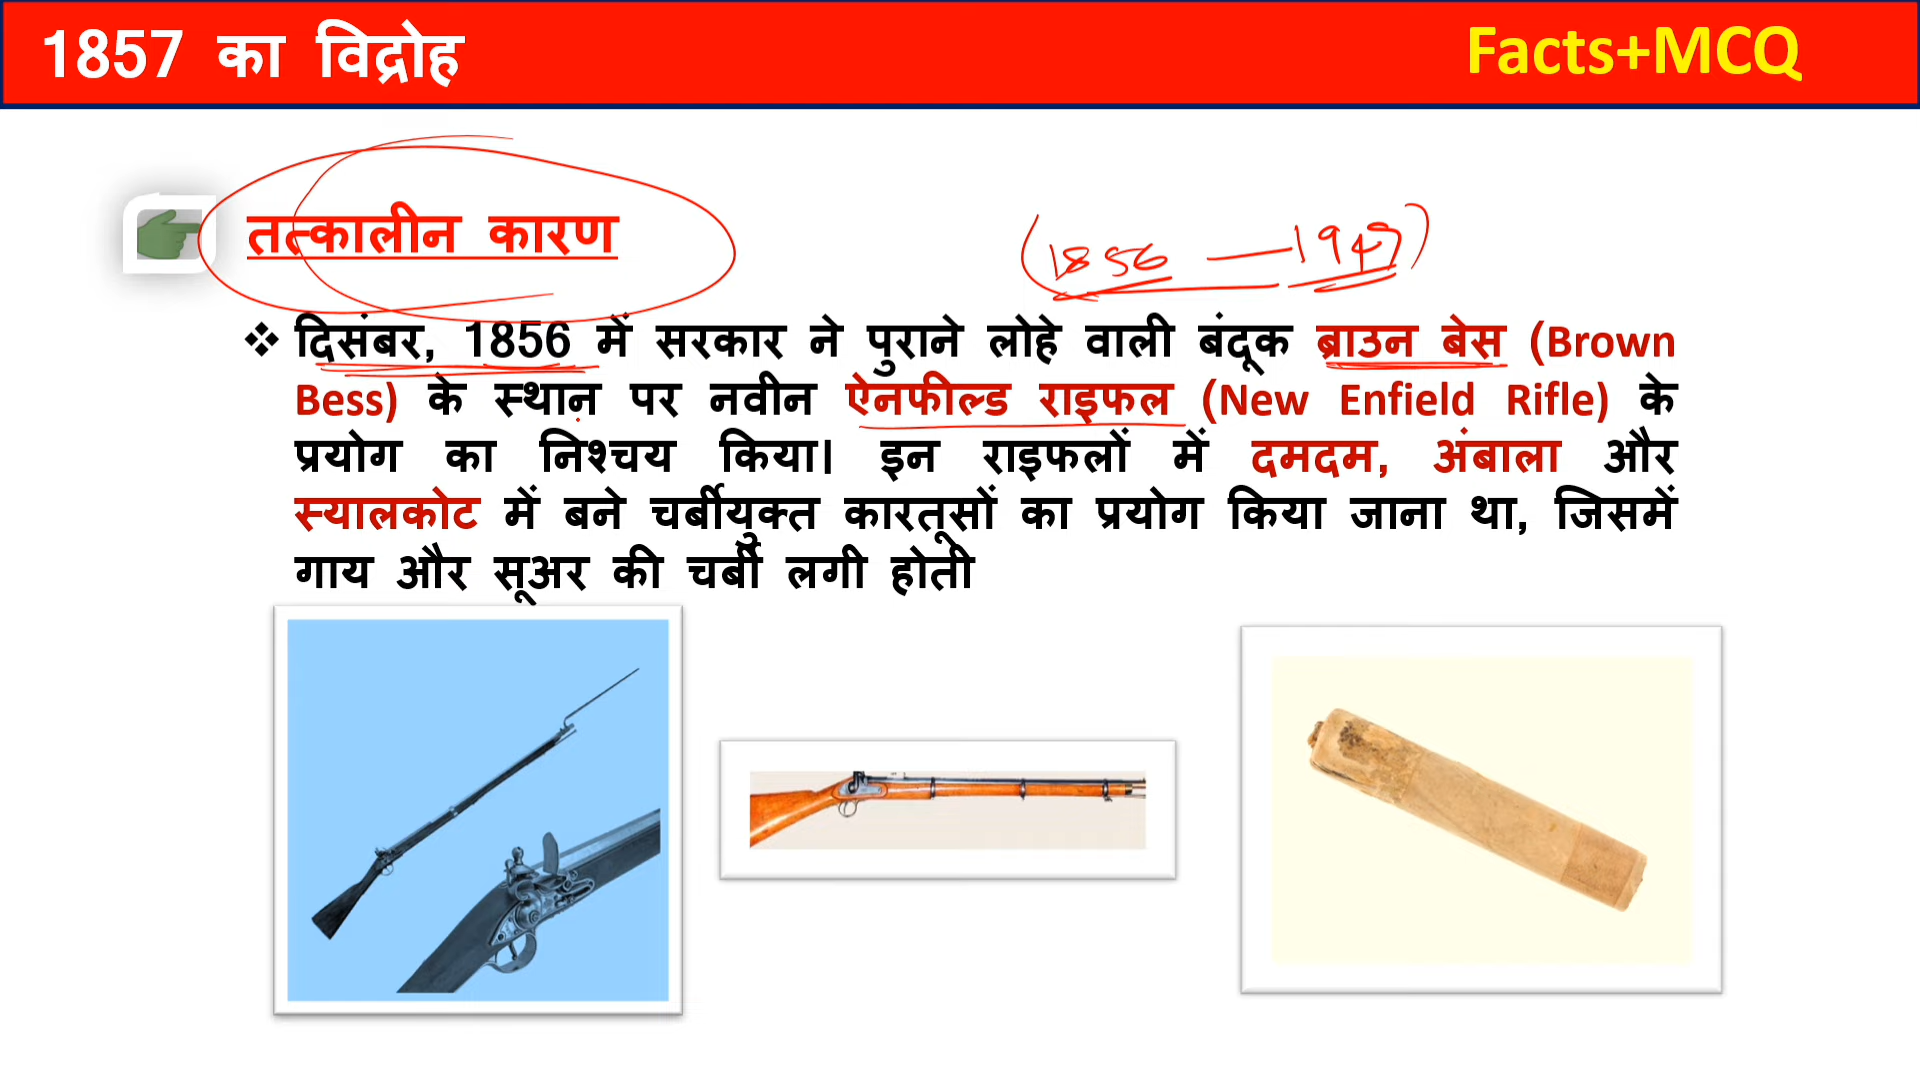 1857 का विद्रोह
Facts+MCQ
तत्कालीन कारण
(1856 — 1947)
❖ दिसंबर, 1856 में सरकार ने पुराने लोहे वाली बंदूक ब्राउन बेस (Brown
Bess) के स्थान पर नवीन ऐनफील्ड राइफल (New Enfield Rifle) के
प्रयोग का निश्चय किया। इन राइफलों में दमदम, अंबाला और
स्यालकोट में बने चर्बीयुक्त कारतूसों का प्रयोग किया जाना था, जिसमें
गाय और सूअर की चर्बी लगी होती